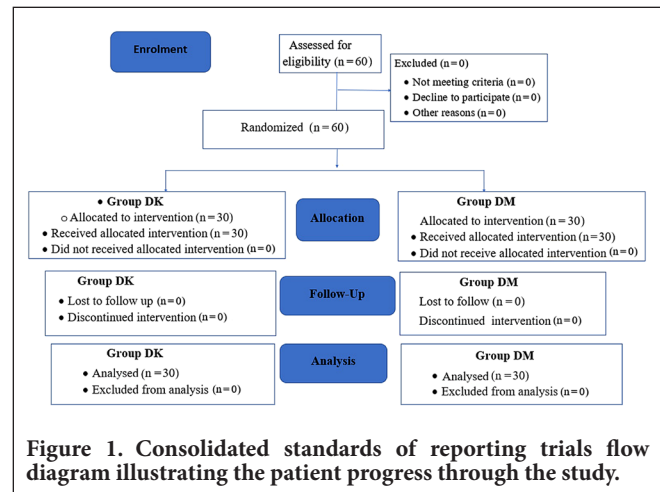 Enrolment
Assessed for
eligibility (n=60)
Excluded (n=0)
• Not meeting criteria (n=0)
• Decline to participate (n=0)
• Other reasons (n=0)
Randomized (n=60)
• Group DK
o Allocated to intervention (n=30)
• Received allocated intervention (n=30)
• Did not received allocated intervention (n=0)
Allocation
Group DM
Allocated to intervention (n=30)
• Received allocated intervention (n=30)
• Did not receive allocated intervention (n=0)
Group DK
• Lost to follow up (n=0)
• Discontinued intervention (n=0)
Follow-Up
Group DM
Lost to follow (n=0)
Discontinued intervention (n=0)
Group DK
• Analysed (n=30)
• Excluded from analysis (n=0)
Analysis
Group DM
• Analysed (n=30)
• Excluded from analysis (n=0)
Figure 1. Consolidated standards of reporting trials flow
diagram illustrating the patient progress through the study.